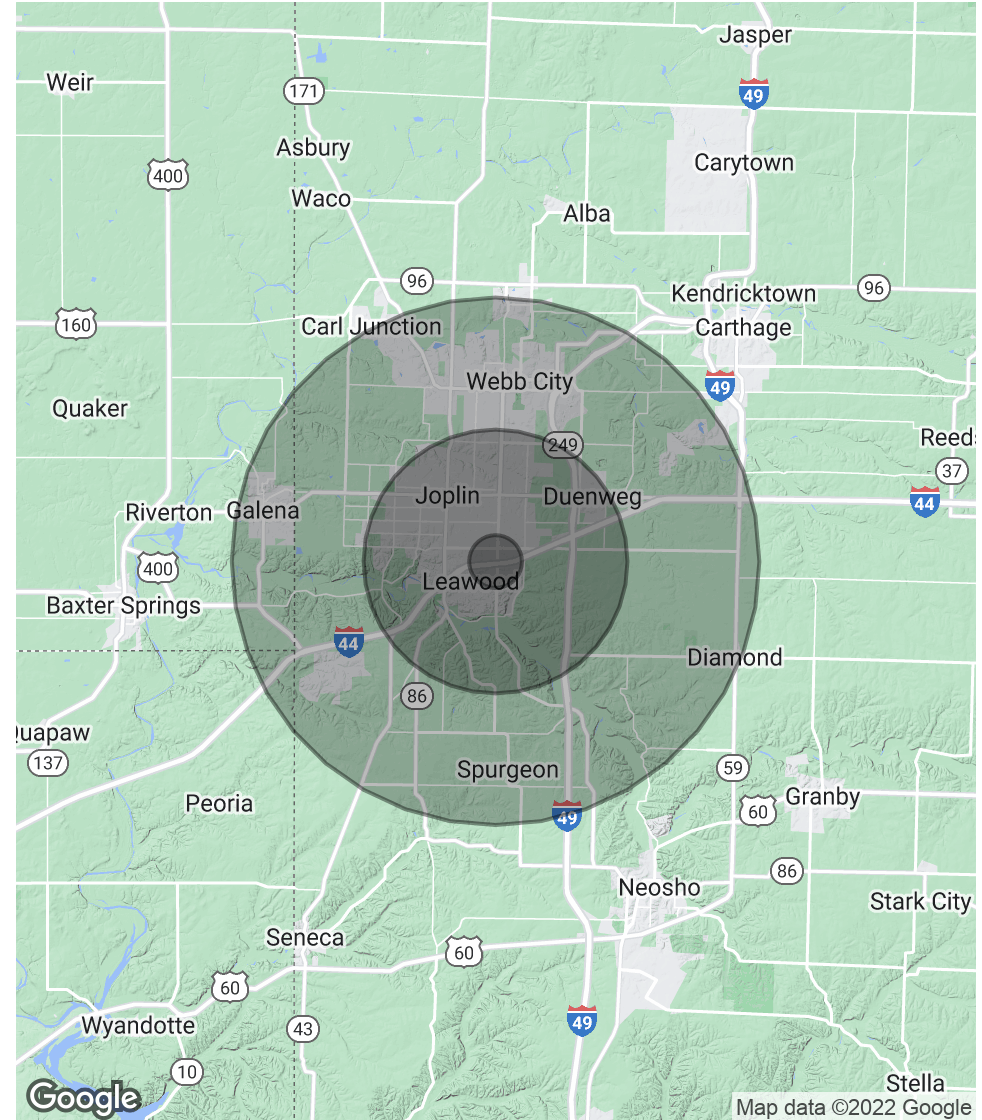 Jasper
Weir
49
171
Asbury
Carytown
400
Waco
Alba
96
96
Kendricktown
160
Carl Junction
Carthage
Webb City
49
Quaker
249
Reeds
37
Joplin
Duenweg
44
Riverton
Galena
400
Leawood
Baxter Springs
44
Diamond
86
Quapaw
137
Spurgeon
59
Peoria
Granby
60
49
86
Neosho
Stark City
Seneca
60
60
Wyandotte
43
49
10
Stella
Google
Map data ©2022 Google